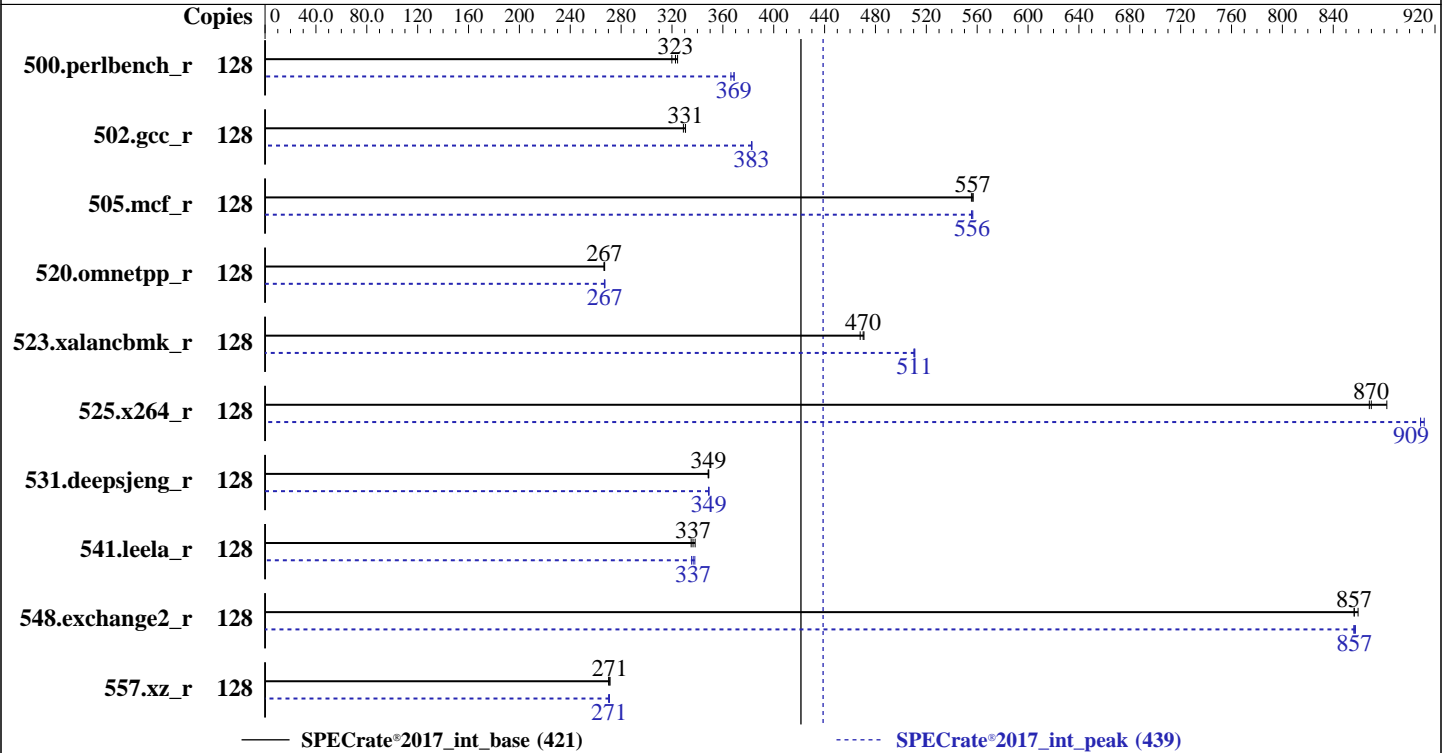 Copies 0 40.0 80.0 120 160 200 240 280 320 360 400 440 480 520 560 600 640 680 720 760 800 840 920
500.perlbench_r 128 323
369
502.gcc_r 128 331
383
505.mcf_r 128 557
556
520.omnetpp_r 128 267
267
523.xalancbmk_r 128 470
511
525.x264_r 128 870
909
531.deepsjeng_r 128 349
349
541.leela_r 128 337
337
548.exchange2_r 128 857
857
557.xz_r 128 271
271
SPECrate®2017_int_base (421) SPECrate®2017_int_peak (439)